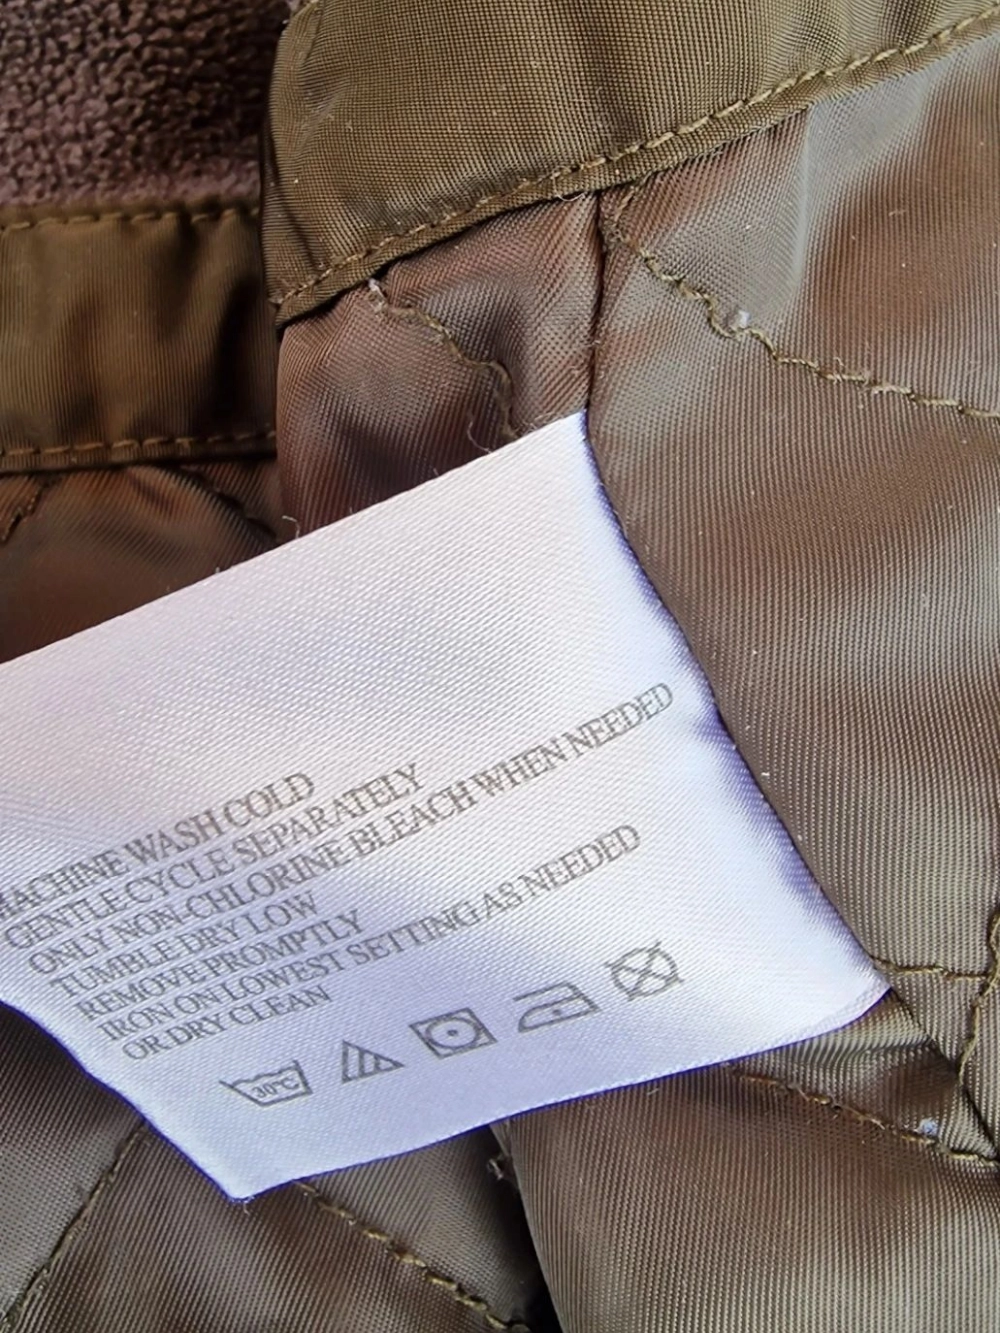 MACHINE WASH COLD
GENTLE CYCLE SEPARATELY
ONLY NON-CHLORINE BLEACH WHEN NEEDED
TUMBLE DRY LOW
REMOVE PROMPTLY
IRON ON LOWEST SETTING AS NEEDED
OR DRY CLEAN
30°C